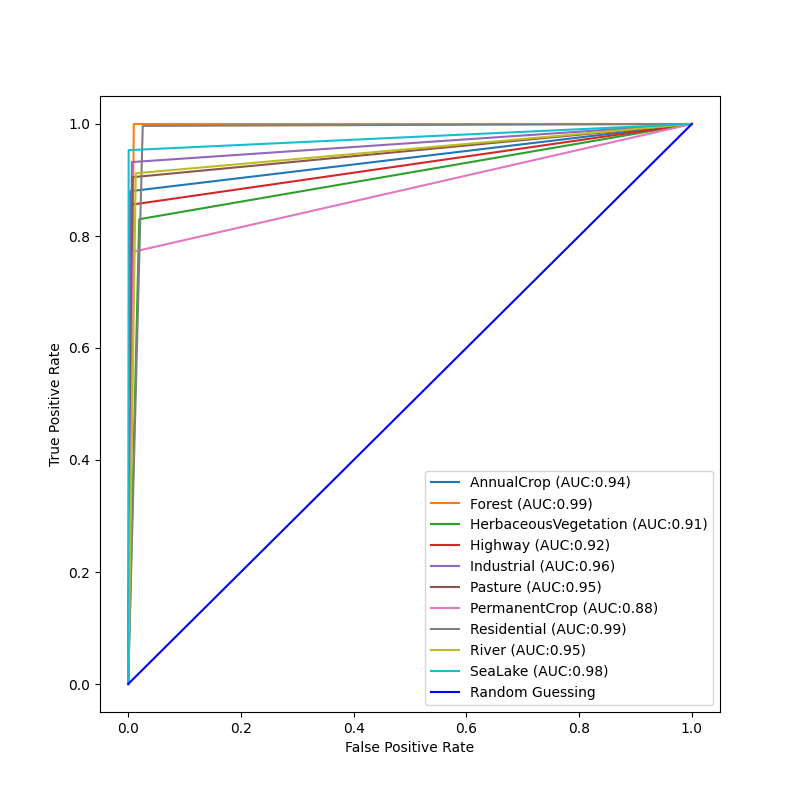 1.0
0.8
0.6
0.4
0.2
0.0
True Positive Rate
AnnualCrop (AUC:0.94)
Forest (AUC:0.99)
HerbaceousVegetation (AUC:0.91)
Highway (AUC:0.92)
Industrial (AUC:0.96)
Pasture (AUC:0.95)
PermanentCrop (AUC:0.88)
Residential (AUC:0.99)
River (AUC:0.95)
SeaLake (AUC:0.98)
Random Guessing
0.0 0.2 0.4 0.6 0.8 1.0
False Positive Rate